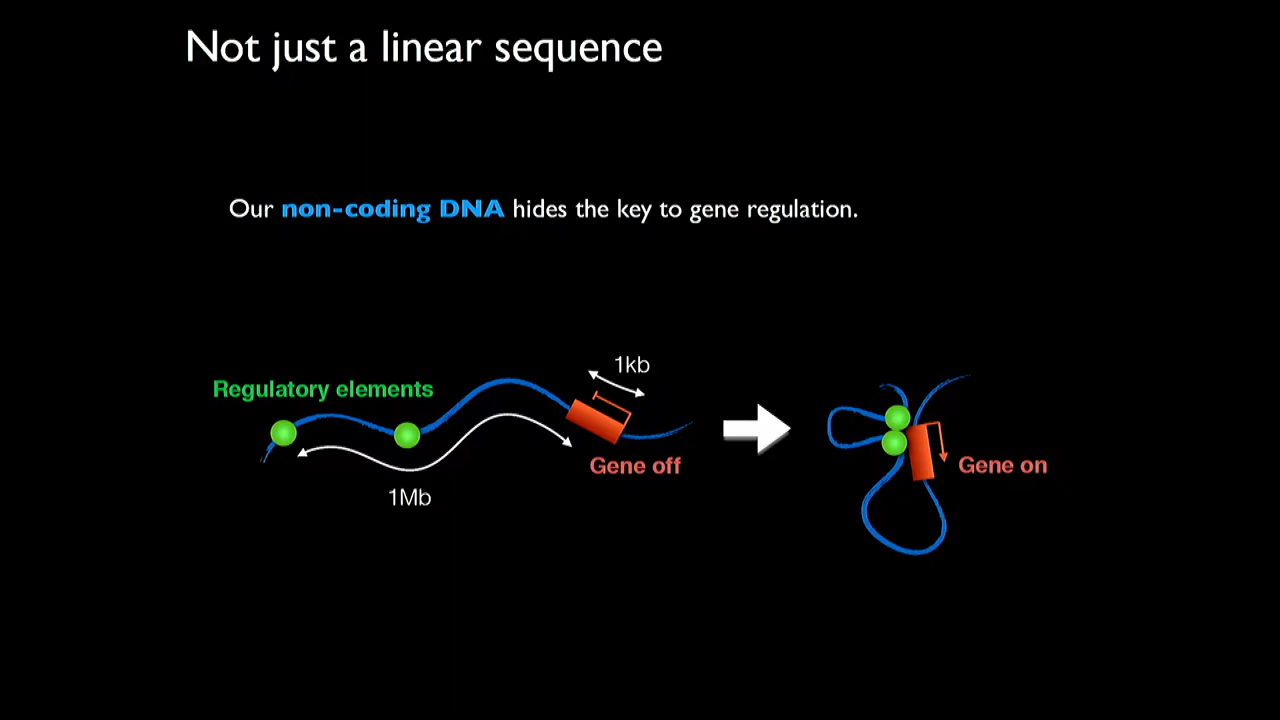 Not just a linear sequence
Our non-coding DNA hides the key to gene regulation.
1kb
Regulatory elements
Gene off
Gene on
1Mb